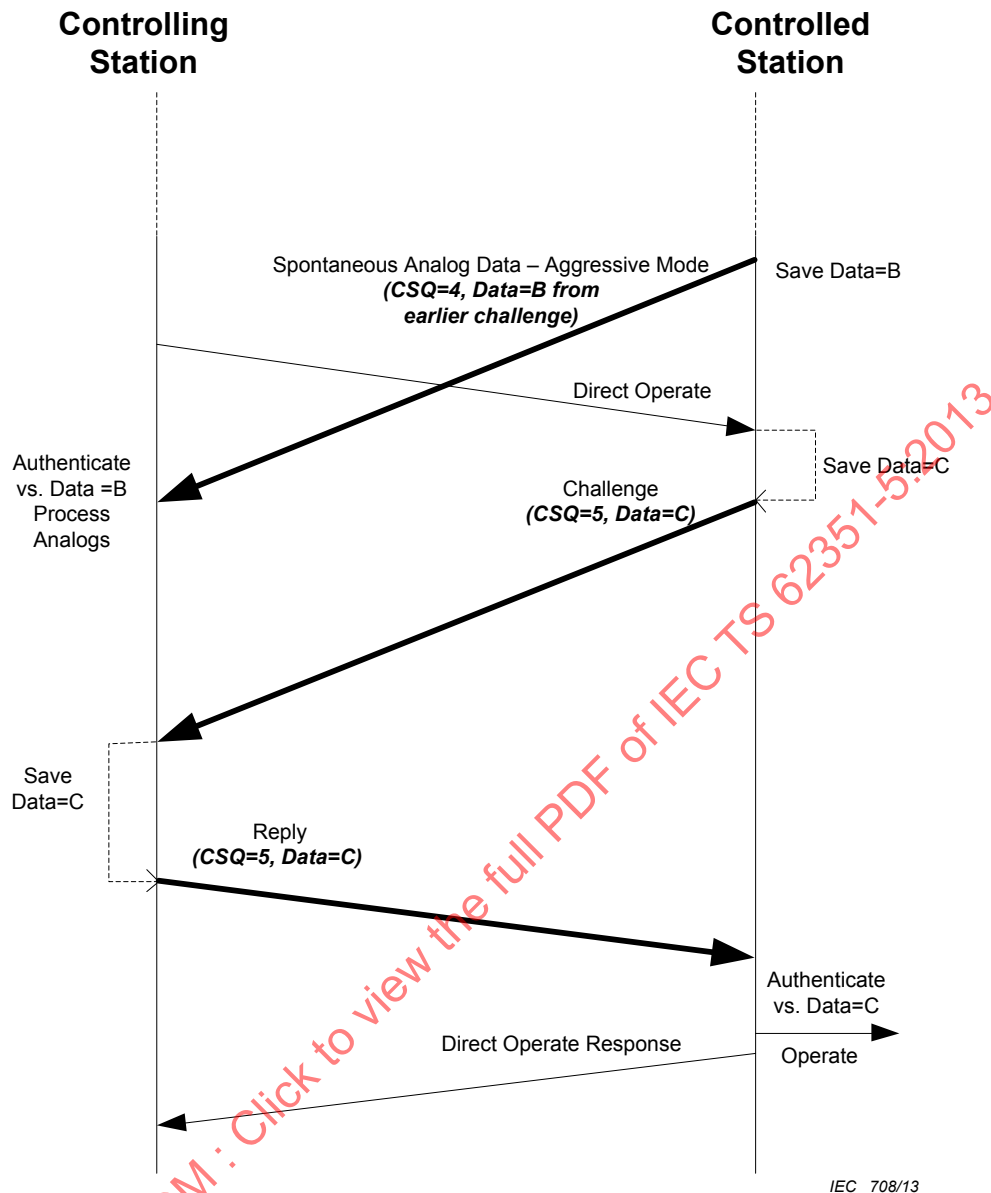 Controlling
Station
Controlled
Station
Spontaneous Analog Data – Aggressive Mode
(CSQ=4, Data=B from
earlier challenge)
Save Data=B
Direct Operate
Authenticate
vs. Data =B
Process
Analogs
Save Data=C
Challenge
(CSQ=5, Data=C)
Save
Data=C
Reply
(CSQ=5, Data=C)
Authenticate
vs. Data=C
Operate
Direct Operate Response
: Click to view the full PDF of IEC TS 62351-5:2013
IEC 708/13